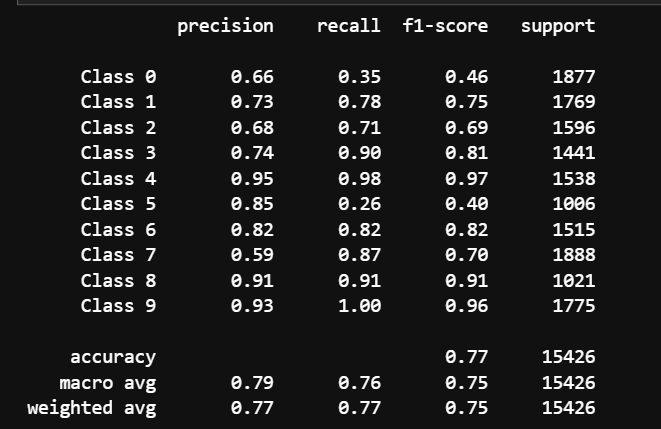 precision recall f1-score support
Class 0 0.66 0.35 0.46 1877
Class 1 0.73 0.78 0.75 1769
Class 2 0.68 0.71 0.69 1596
Class 3 0.74 0.90 0.81 1441
Class 4 0.95 0.98 0.97 1538
Class 5 0.85 0.26 0.40 1006
Class 6 0.82 0.82 0.82 1515
Class 7 0.59 0.87 0.70 1888
Class 8 0.91 0.91 0.91 1021
Class 9 0.93 1.00 0.96 1775
accuracy 0.77 15426
macro avg 0.79 0.76 0.75 15426
weighted avg 0.77 0.77 0.75 15426